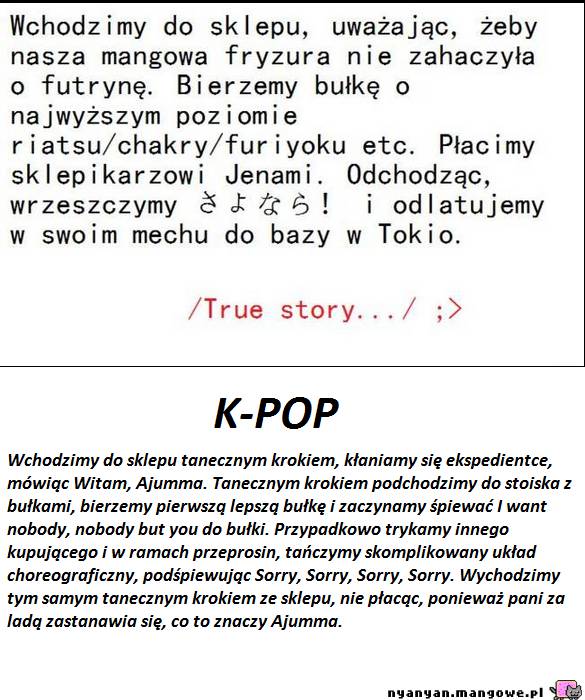 Wchodzimy do sklepu, uważając, żeby
nasza mangowa fryzura nie zahaczyła
o futrynę. Bierzemy bułkę o
najwyższym poziomie
riatsu/chakry/furiyoku etc. Płacimy
sklepikarzowi Jenami. Odchodząc,
wrzeszczymy さよなら! i odlatujemy
w swoim mechu do bazy w Tokio.
/True story.../ ;>
K-POP
Wchodzimy do sklepu tanecznym krokiem, kłaniamy się ekspedientce,
mówiąc Witam, Ajumma. Tanecznym krokiem podchodzimy do stoiska z
bułkami, bierzemy pierwszą lepszą bułkę i zaczynamy śpiewać I want
nobody, nobody but you do bułki. Przypadkowo trykamy innego
kupującego i w ramach przeprosin, tańczymy skomplikowany układ
choreograficzny, podśpiewując Sorry, Sorry, Sorry, Sorry. Wychodzimy
tym samym tanecznym krokiem ze sklepu, nie płacąc, ponieważ pani za
ladą zastanawia się, co to znaczy Ajumma.
nyanyan.mangowe.pl